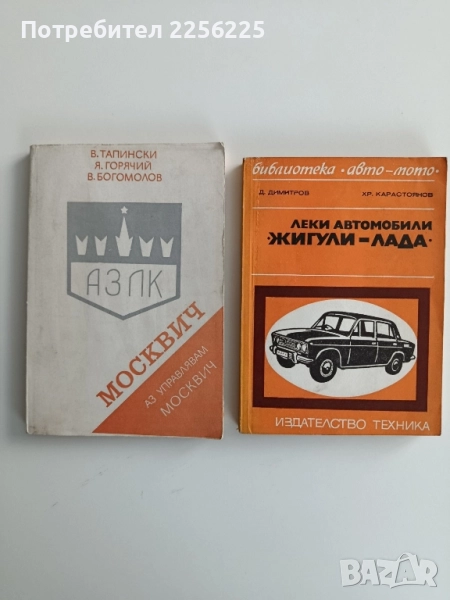 Потребител 2256225
В. ТАПИНСКИ
Я. ГОРЯЧИЙ
В. БОГОМОЛОВ
АЗЛК
МОСКВИЧ
АЗ УПРАВЛЯВАМ
МОСКВИЧ
библиотека • авто-мото •
Д. ДИМИТРОВ ХР. КАРАСТОЯНОВ
ЛЕКИ АВТОМОБИЛИ
•ЖИГУЛИ-ЛАДА•
ИЗДАТЕЛСТВО ТЕХНИКА
BAZAR